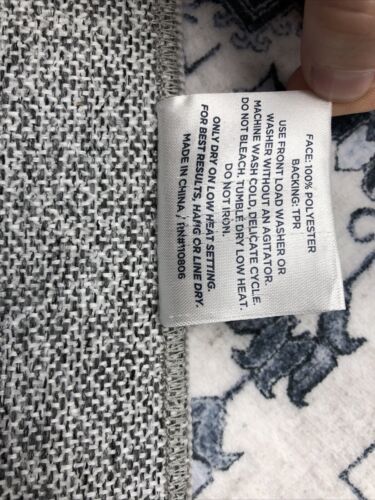 FACE: 100% POLYESTER
BACKING: TPR
USE FRONT LOAD WASHER OR
WASHER WITHOUT AN AGITATOR.
MACHINE WASH COLD, DELICATE CYCLE.
DO NOT BLEACH. TUMBLE DRY LOW HEAT.
DO NOT IRON.
ONLY DRY ON LOW HEAT SETTING.
FOR BEST RESULTS, HANG OR LINE DRY.
MADE IN CHINA / RN#110906